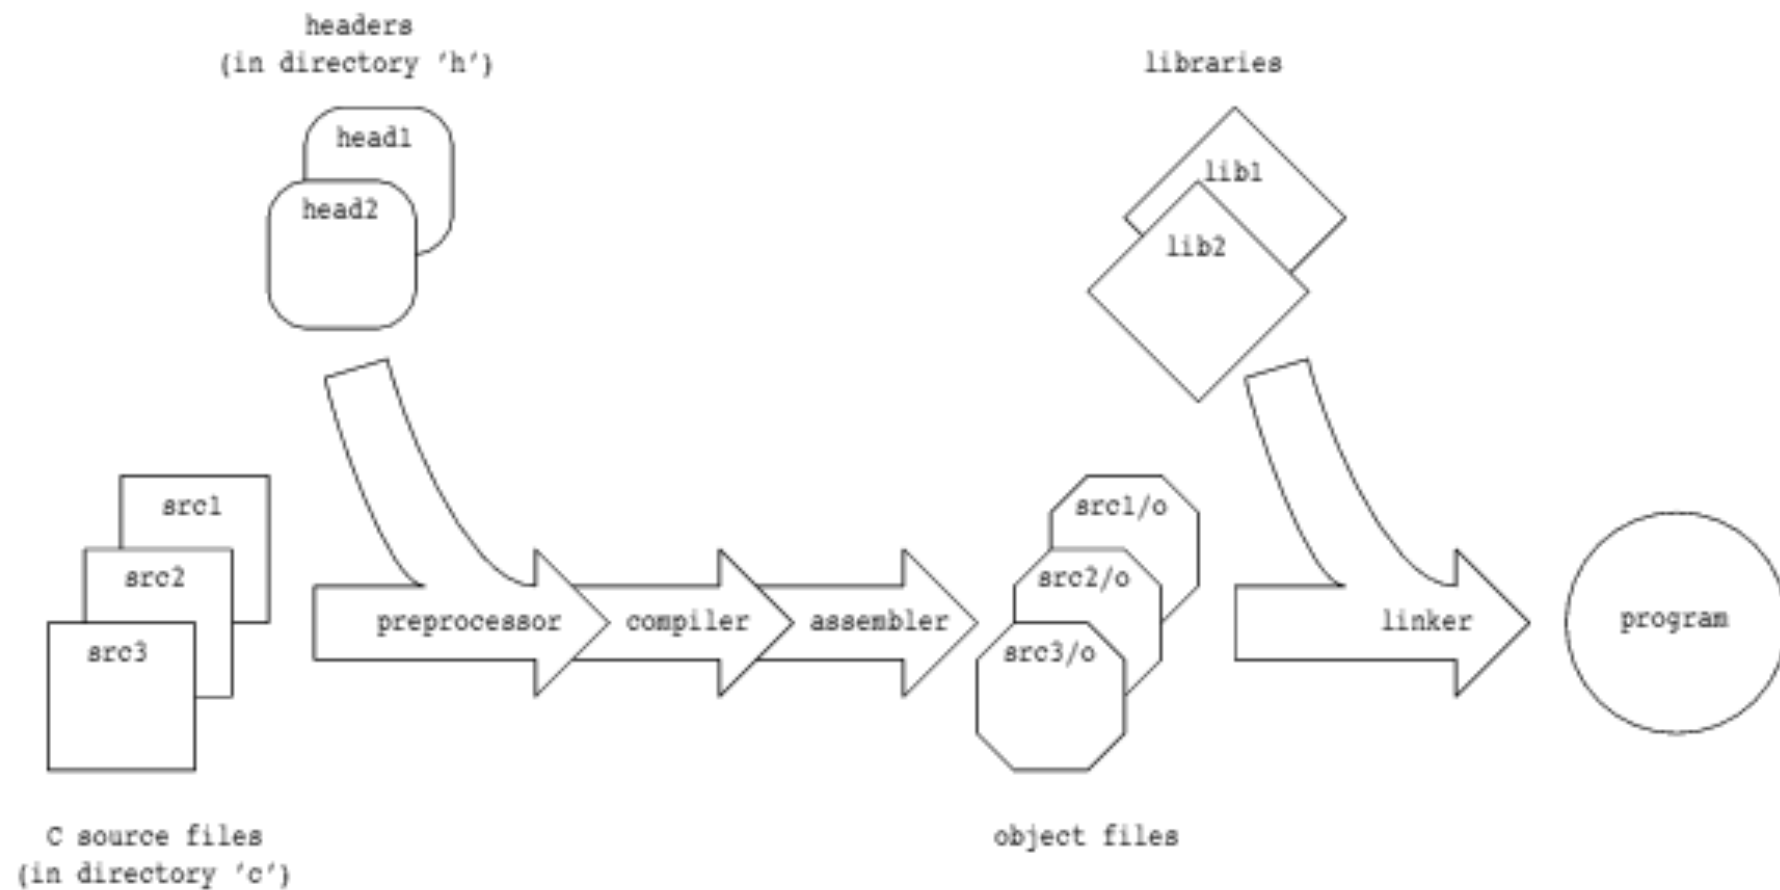 headers
(in directory 'h')
libraries
head1
head2
lib1
lib2
src1
src2
src3
preprocessor
compiler
assembler
src1/o
src2/o
src3/o
linker
program
C source files
(in directory 'c')
object files